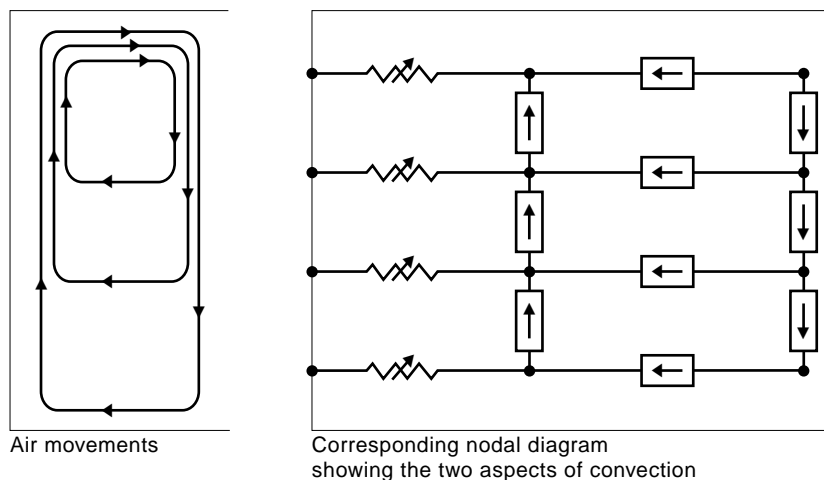 Air movements
Corresponding nodal diagram
showing the two aspects of convection